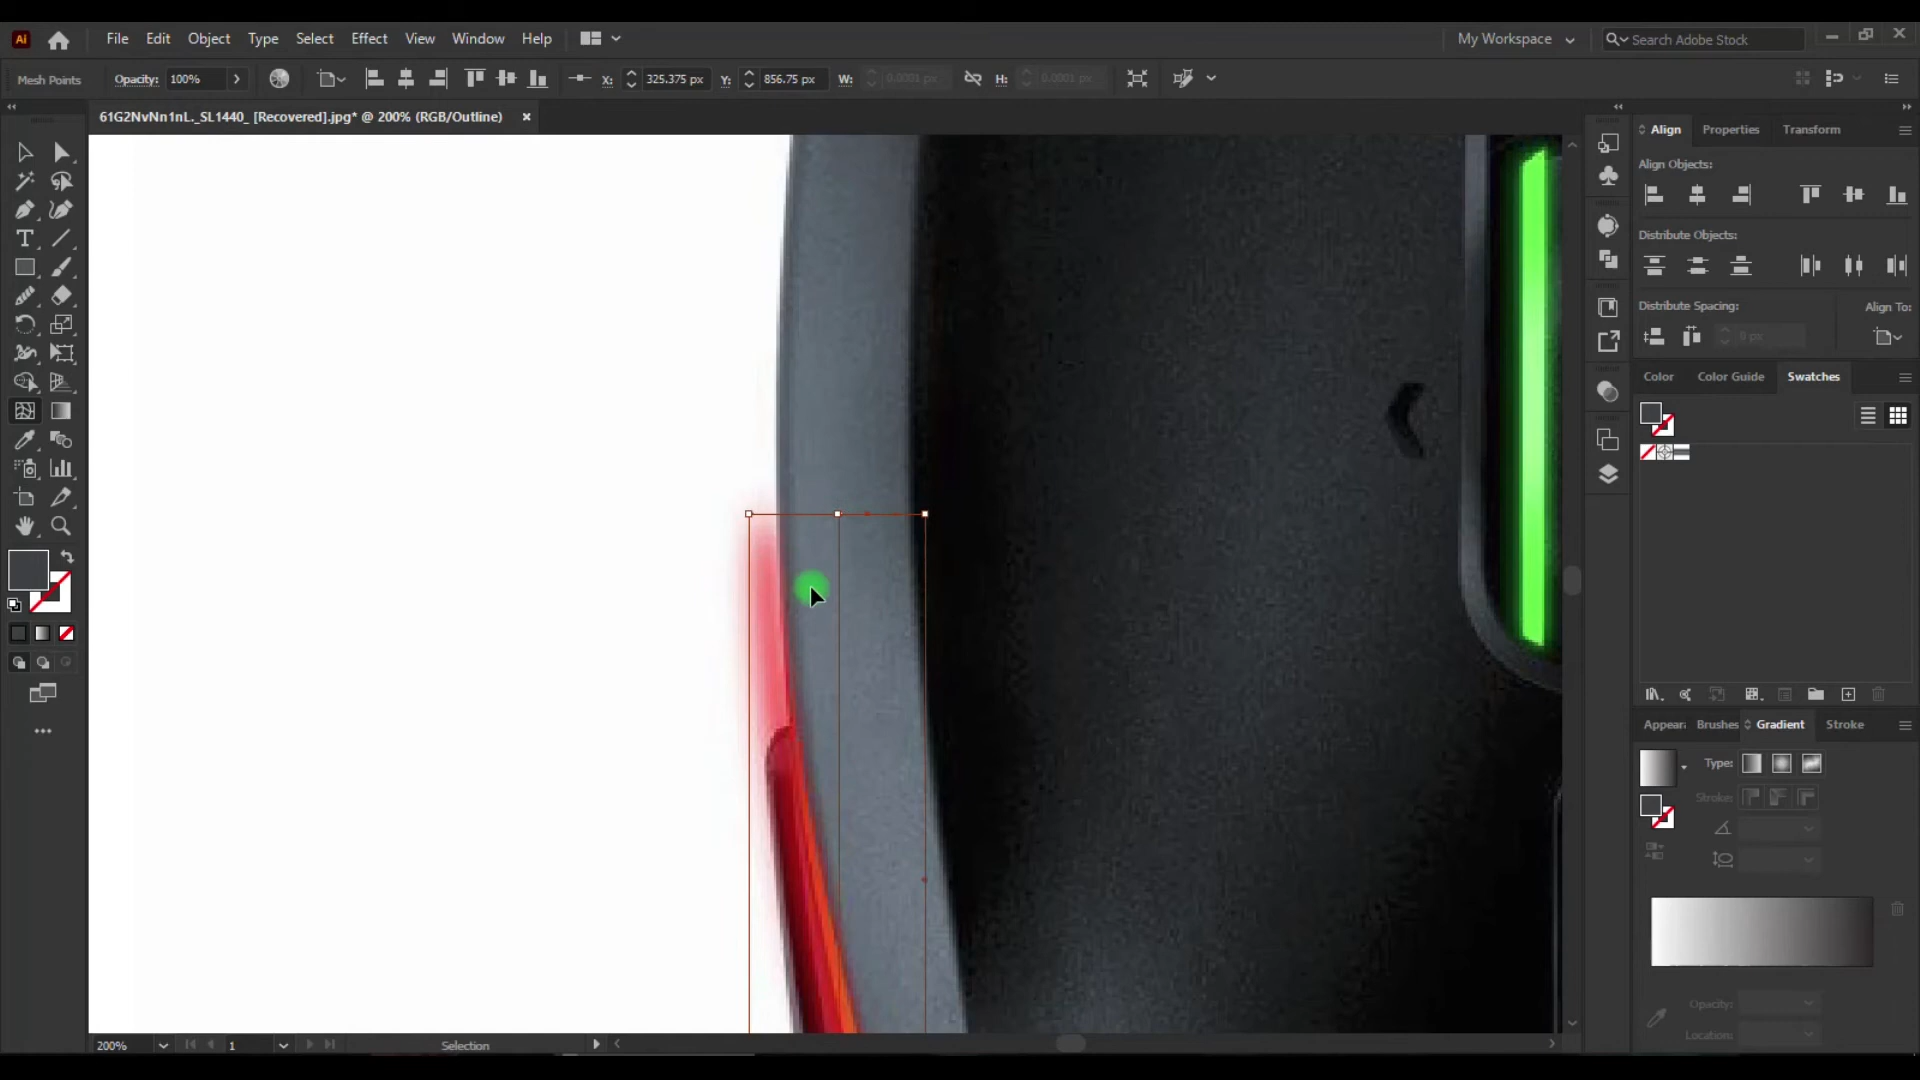 Ai File Edit Object Type Select Effect View Window Help My Workspace Search Adobe Stock
Mesh Points Opacity: 100% X: 325.375 px Y: 856.75 px W: 0.0001 px H: 0.0001 px
61G2NvNn1nL._SL1440_ [Recovered].jpg* @ 200% (RGB/Outline)
Align Properties Transform
Align Objects:
Distribute Objects:
Distribute Spacing: Align To:
0 px
Color Color Guide Swatches
Appear Brushes Gradient Stroke
Type:
Stroke:
Opacity:
Location:
200% 1 Selection